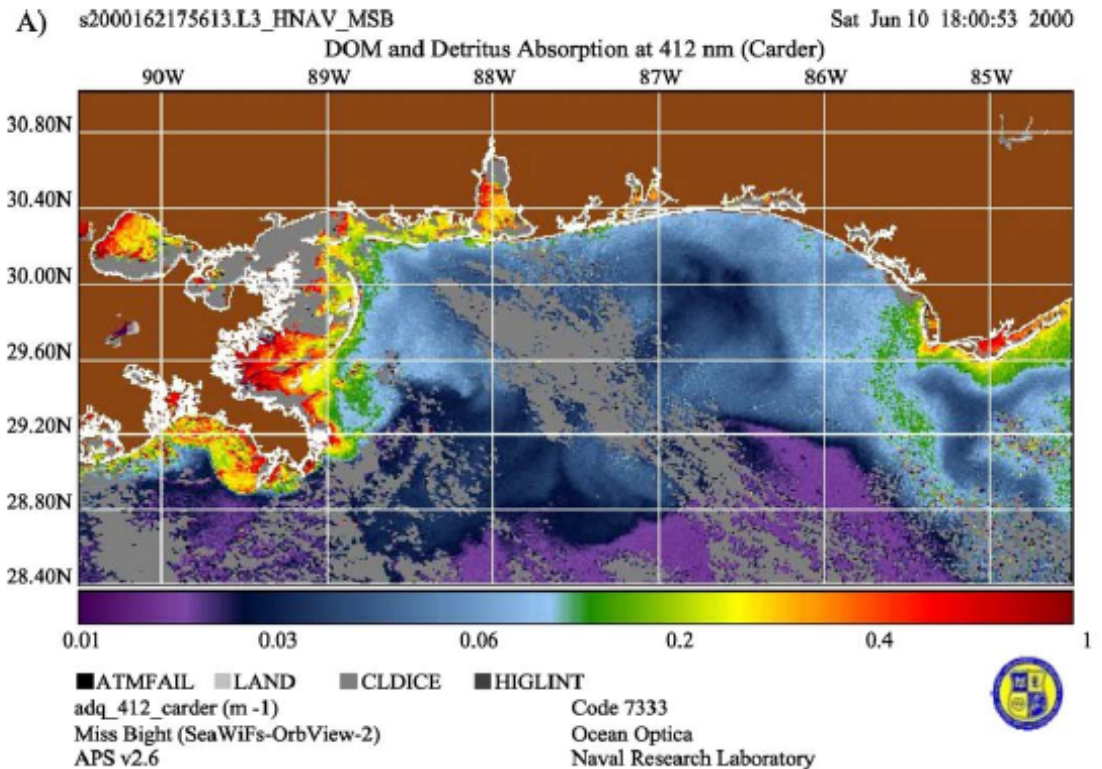 A) s2000162175613.L3_HNAV_MSB Sat Jun 10 18:00:53 2000
DOM and Detritus Absorption at 412 nm (Carder)
90W 89W 88W 87W 86W 85W
30.80N
30.40N
30.00N
29.60N
29.20N
28.80N
28.40N
0.01 0.03 0.06 0.2 0.4 1
ATMFAIL LAND CLDICE HIGLINT
adq_412_carder (m -1) Code 7333
Miss Bight (SeaWiFs-OrbView-2) Ocean Optica
APS v2.6 Naval Research Laboratory